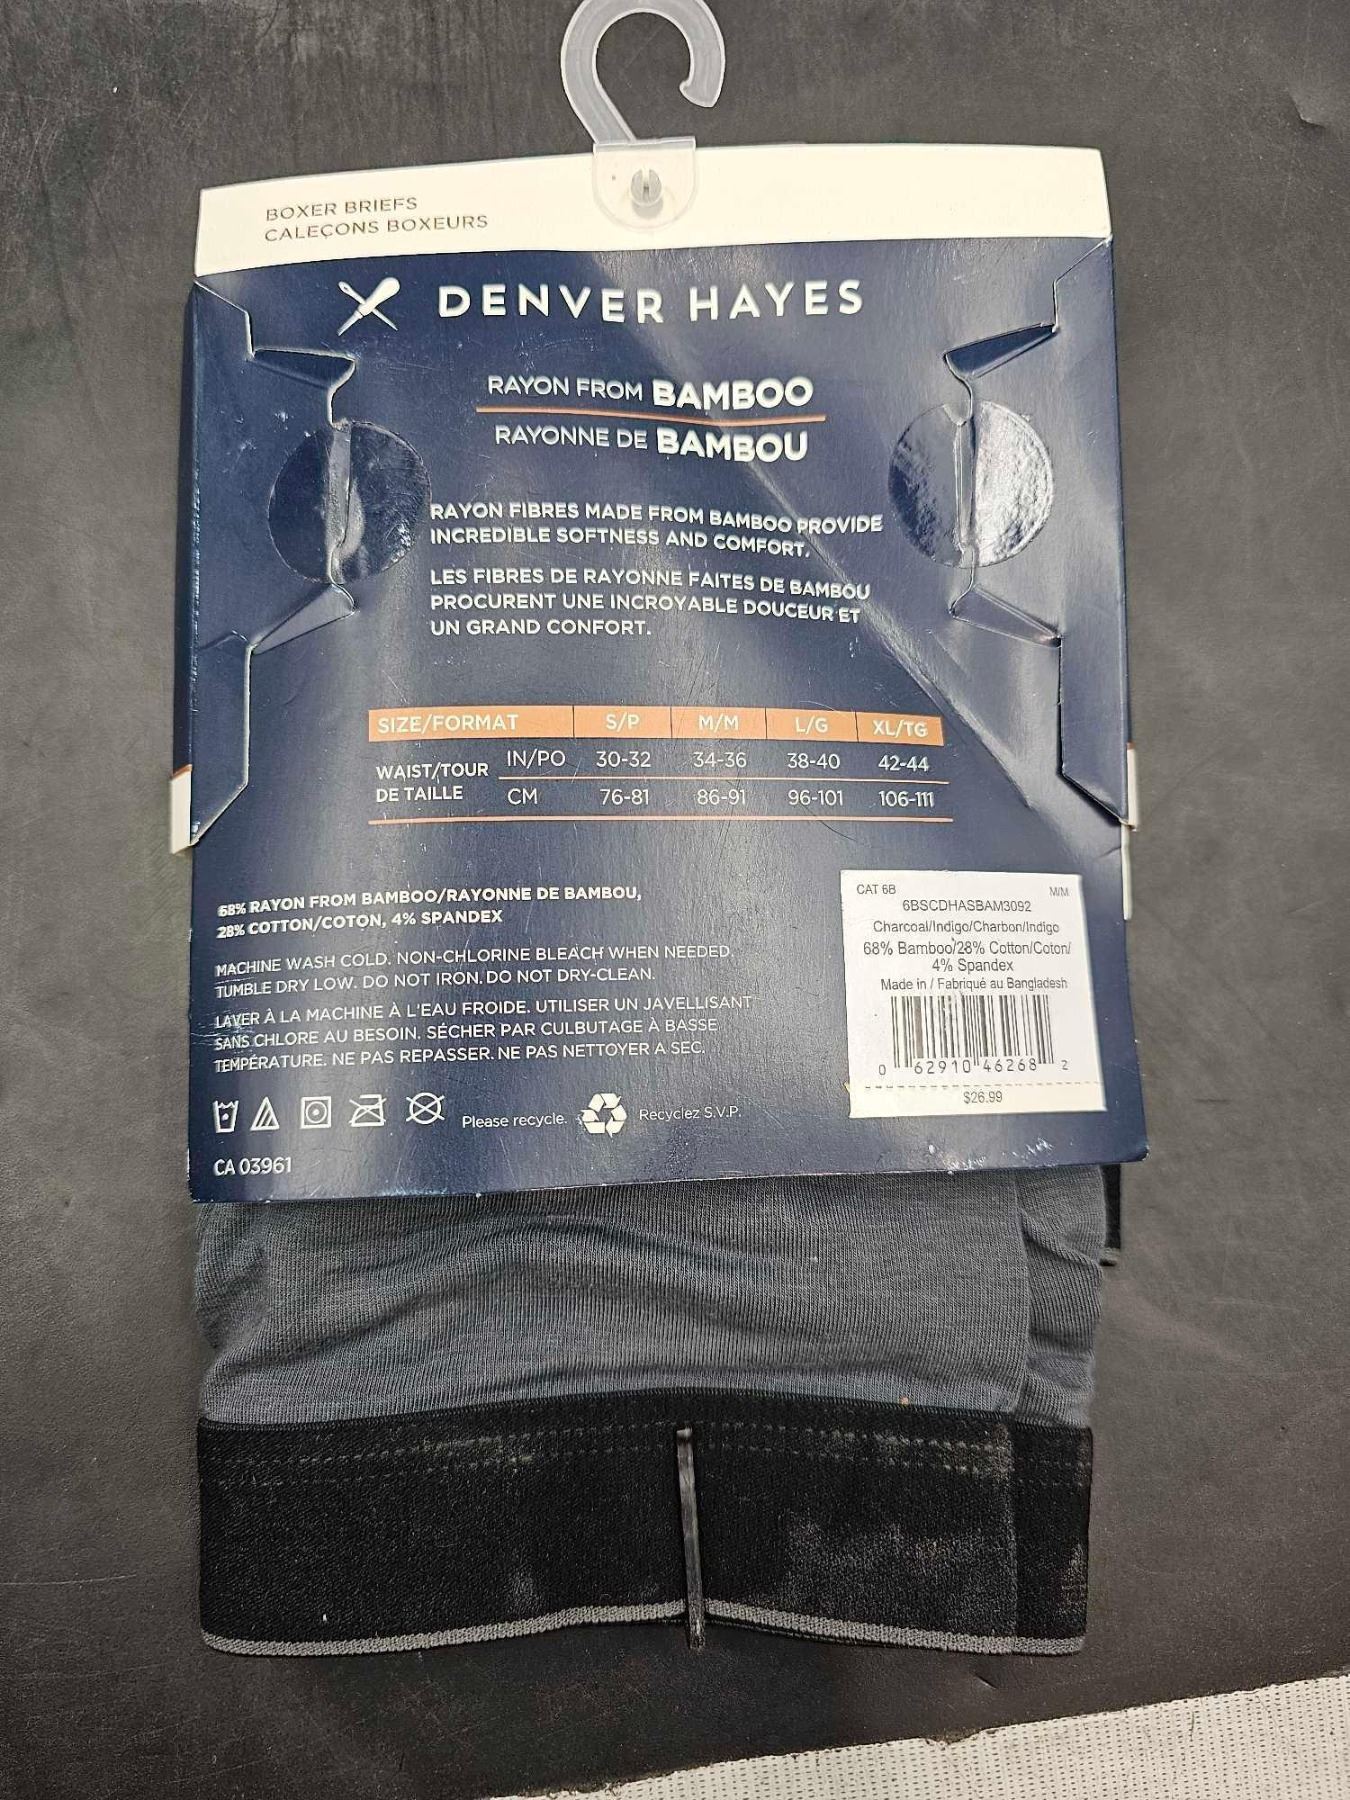 BOXER BRIEFS
CALEÇONS BOXEURS
DENVER HAYES
RAYON FROM BAMBOO
RAYONNE DE BAMBOU
RAYON FIBRES MADE FROM BAMBOO PROVIDE
INCREDIBLE SOFTNESS AND COMFORT.
LES FIBRES DE RAYONNE FAITES DE BAMBOU
PROCURENT UNE INCROYABLE DOUCEUR ET
UN GRAND CONFORT.
SIZE/FORMAT S/P M/M L/G XL/TG
WAIST/TOUR DE TAILLE IN/PO 30-32 34-36 38-40 42-44
CM 76-81 86-91 96-101 106-111
68% RAYON FROM BAMBOO/RAYONNE DE BAMBOU,
28% COTTON/COTON, 4% SPANDEX
MACHINE WASH COLD. NON-CHLORINE BLEACH WHEN NEEDED.
TUMBLE DRY LOW. DO NOT IRON. DO NOT DRY-CLEAN.
LAVER À LA MACHINE À L'EAU FROIDE. UTILISER UN JAVELLISANT
SANS CHLORE AU BESOIN. SÉCHER PAR CULBUTAGE À BASSE
TEMPÉRATURE. NE PAS REPASSER. NE PAS NETTOYER À SEC.
Please recycle. Recyclez S.V.P.
CA 03961
CAT 6B M/M
6BSCDHASBAM3092
Charcoal/Indigo/Charbon/Indigo
68% Bamboo/28% Cotton/Coton/
4% Spandex
Made in / Fabriqué au Bangladesh
0 62910 46268 2
$26.99